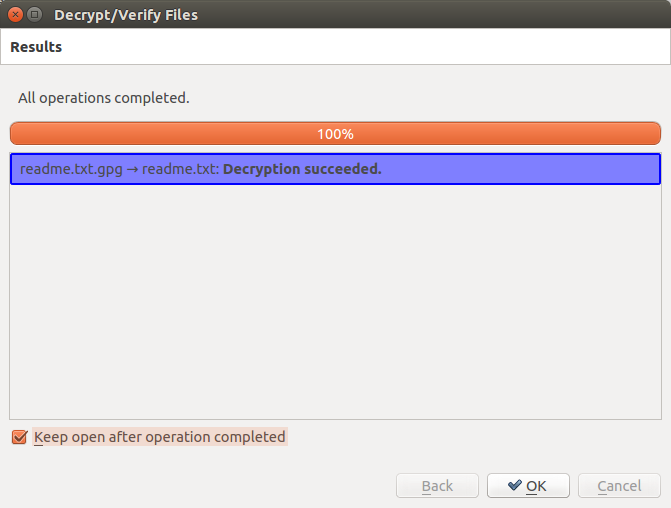 Decrypt/Verify Files
Results
All operations completed.
100%
readme.txt.gpg → readme.txt: Decryption succeeded.
Keep open after operation completed
Back
OK
Cancel